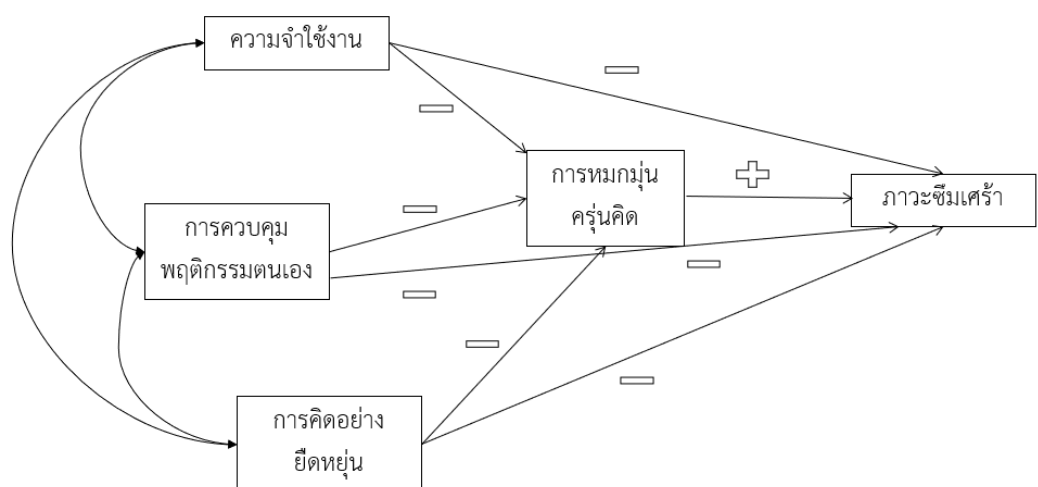 ความจำใช้งาน
การหมกมุ่น
ครุ่นคิด
ภาวะซึมเศร้า
การควบคุม
พฤติกรรมตนเอง
การคิดอย่าง
ยืดหยุ่น